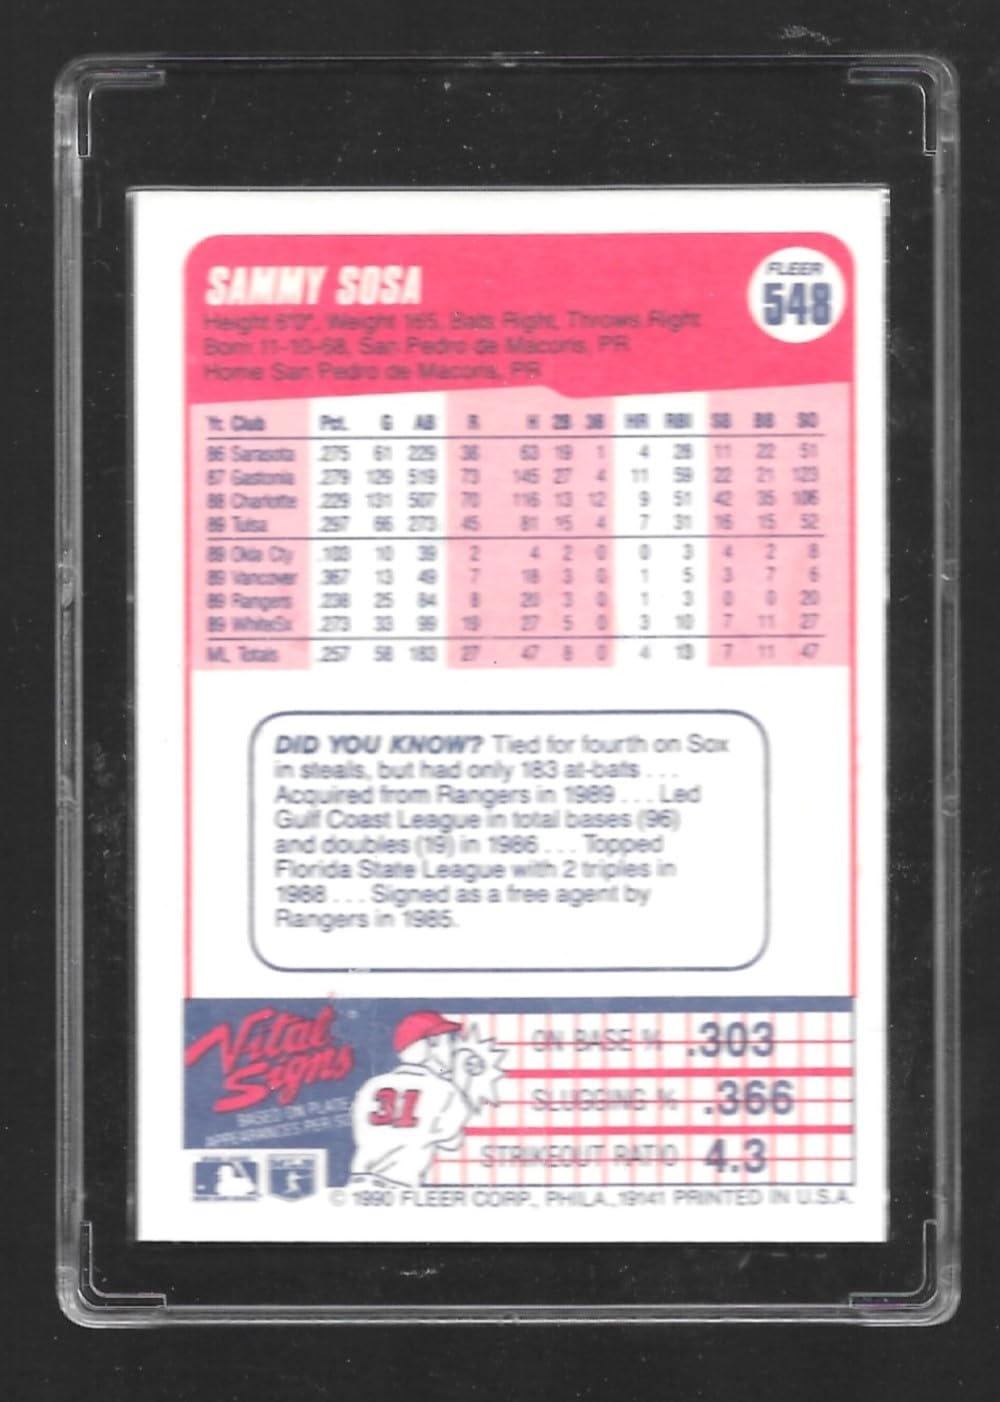 SAMMY SOSA
FLEER
548
Height 6'0", Weight 165, Bats Right, Throws Right
Born 11-10-68, San Pedro de Macoris, PR
Home San Pedro de Macoris, PR
Yr. Club Pct. G AB R H 2B 3B HR RBI SB BB SO
86 Sarasota .275 61 229 38 63 19 1 4 28 11 22 51
87 Gastonia .279 129 519 73 145 27 4 11 59 22 21 123
88 Charlotte .229 131 507 70 116 13 12 9 51 42 35 106
89 Tulsa .297 66 273 45 81 15 4 7 31 16 15 52
89 Okla Cty .103 10 39 2 4 2 0 0 3 4 2 8
89 Vancover .367 13 49 7 18 3 0 1 5 3 7 6
89 Rangers .238 25 84 8 20 3 0 1 3 0 0 20
89 WhiteSx .273 33 99 19 27 5 0 3 10 7 11 27
ML Totals .257 58 183 27 47 8 0 4 13 7 11 47
DID YOU KNOW? Tied for fourth on Sox
in steals, but had only 183 at-bats . . .
Acquired from Rangers in 1989 . . . Led
Gulf Coast League in total bases (96)
and doubles (19) in 1986 . . . Topped
Florida State League with 2 triples in
1988 . . . Signed as a free agent by
Rangers in 1985.
Vital
Signs
BASED ON PLATE
APPEARANCES PER SO
31
ON BASE % .303
SLUGGING % .366
STRIKEOUT RATIO 4.3
© 1990 FLEER CORP., PHILA.,19141 PRINTED IN U.S.A.